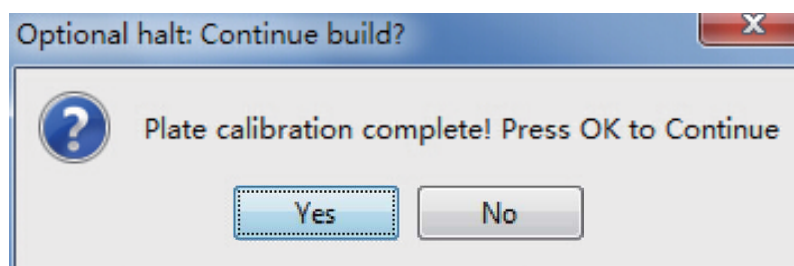 Optional halt: Continue build?
Plate calibration complete! Press OK to Continue
Yes
No